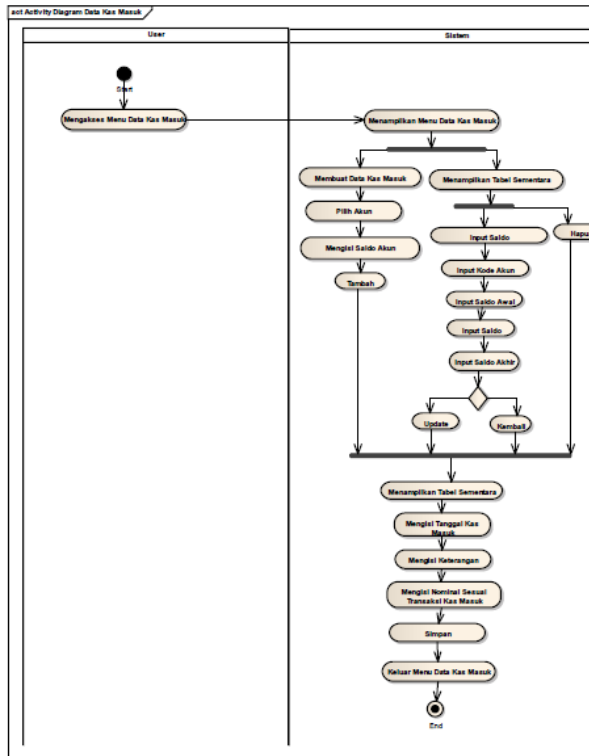 act Activity Diagram Data Kas Masuk
User
Sistem
Start
Mengakses Menu Data Kas Masuk
Menampilkan Menu Data Kas Masuk
Membuat Data Kas Masuk
Menampilkan Tabel Sementara
Pilih Akun
Input Saldo
Hapu
Mengisi Saldo Akun
Input Kode Akun
Tambah
Input Saldo Awal
Input Saldo
Input Saldo Akhir
Update
Kembali
Menampilkan Tabel Sementara
Mengisi Tanggal Kas
Masuk
Mengisi Keterangan
Mengisi Nominal Sesuai
Transaksi Kas Masuk
Simpan
Keluar Menu Data Kas Masuk
End